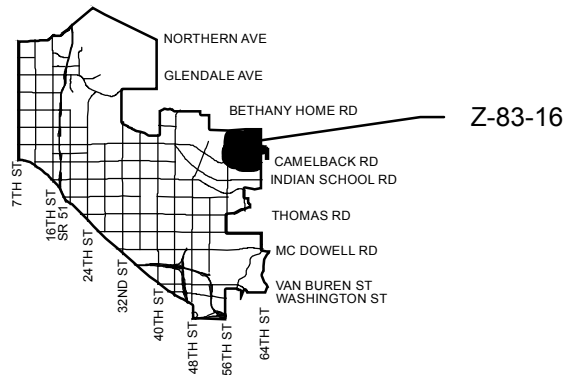 NORTHERN AVE
GLENDALE AVE
BETHANY HOME RD
Z-83-16
CAMELBACK RD
INDIAN SCHOOL RD
THOMAS RD
MC DOWELL RD
VAN BUREN ST
WASHINGTON ST
7TH ST
16TH ST
SR 51
24TH ST
32ND ST
40TH ST
48TH ST
56TH ST
64TH ST